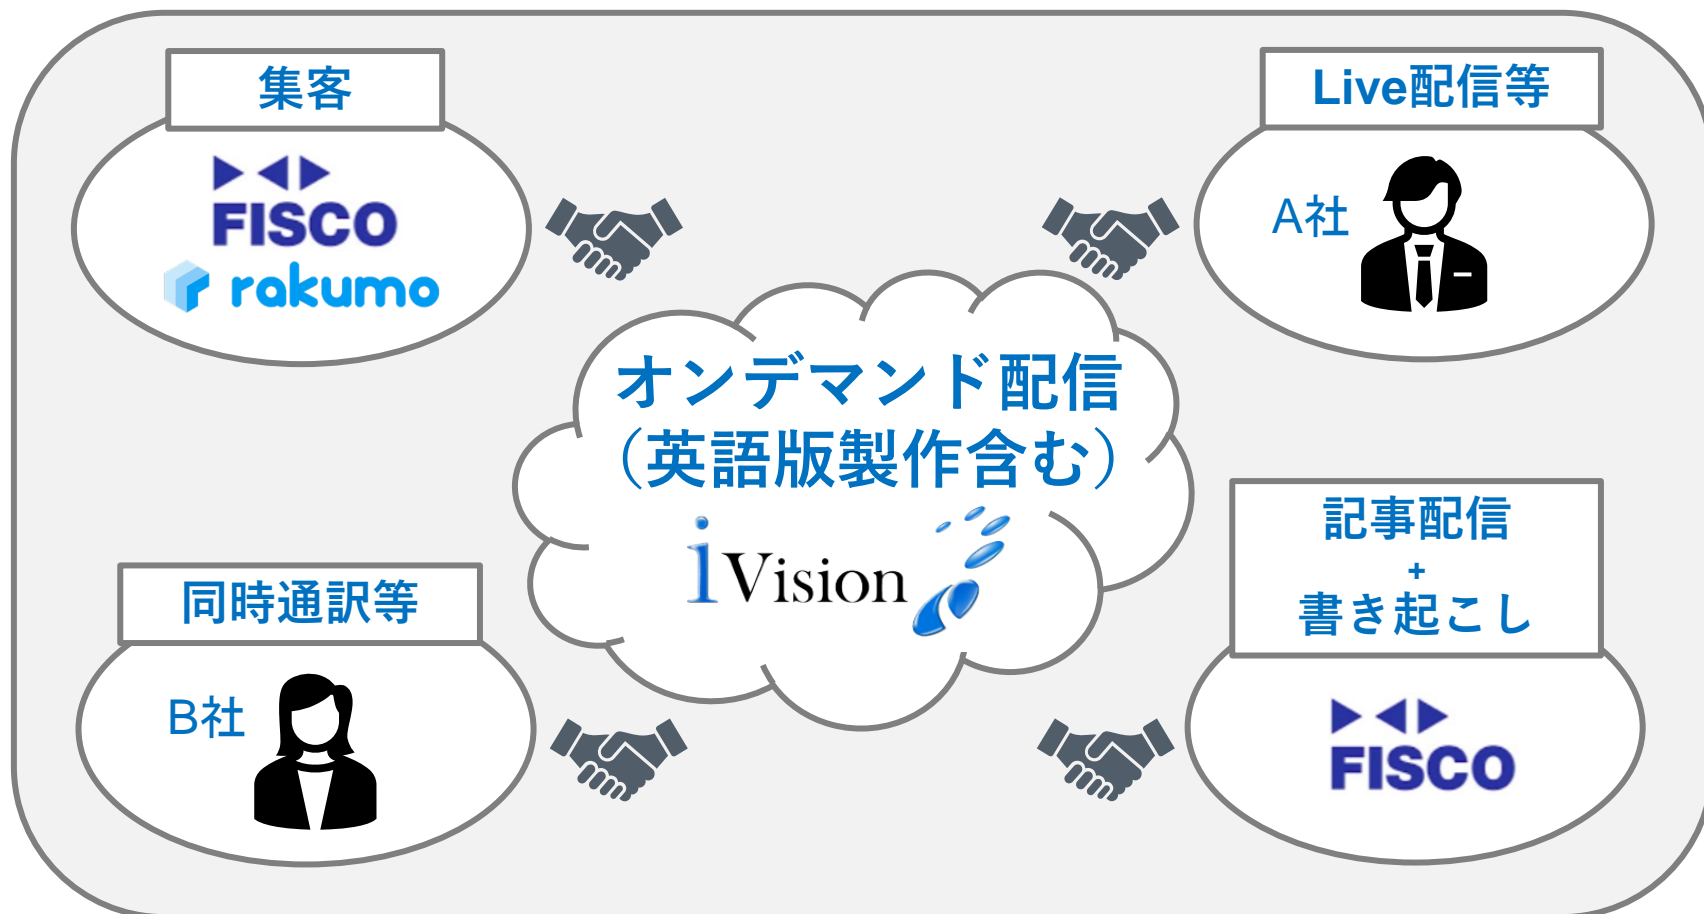 集客
FISCO
rakumo
Live配信等
A社
オンデマンド配信
（英語版製作含む）
iVision
同時通訳等
B社
記事配信
+
書き起こし
FISCO